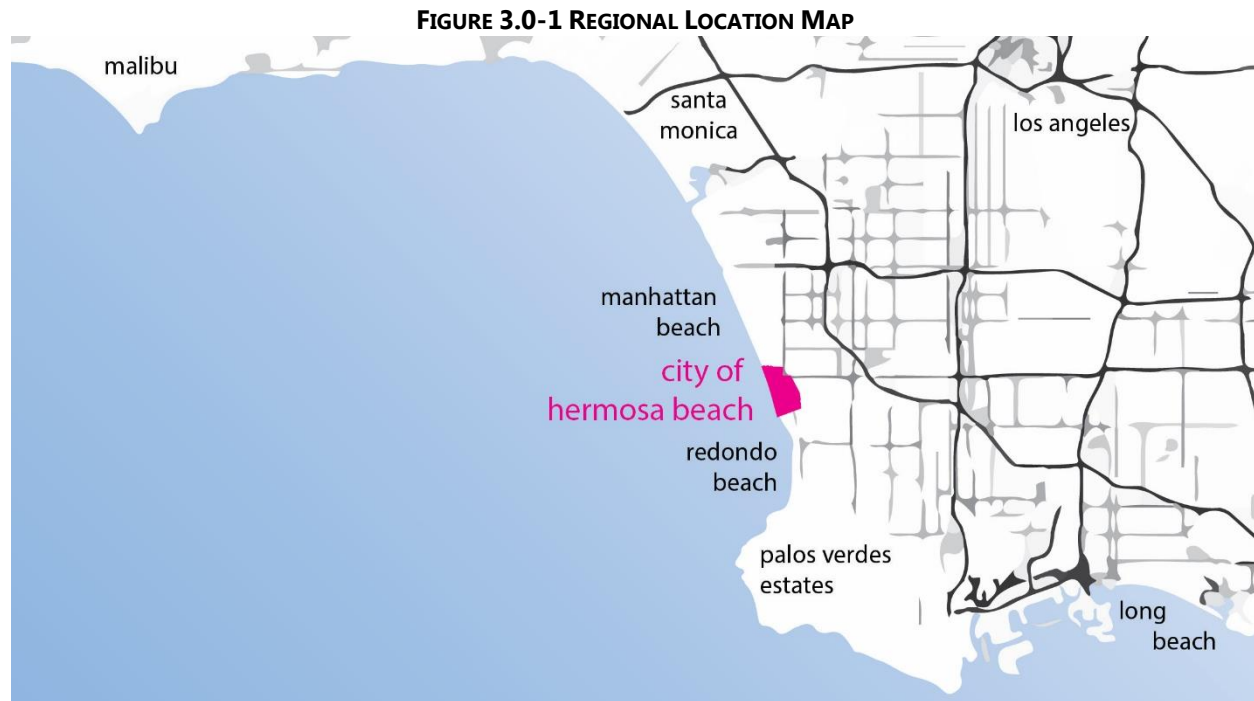 FIGURE 3.0-1 REGIONAL LOCATION MAP
malibu
santa
monica
los angeles
manhattan
beach
city of
hermosa beach
redondo
beach
palos verdes
estates
long
beach